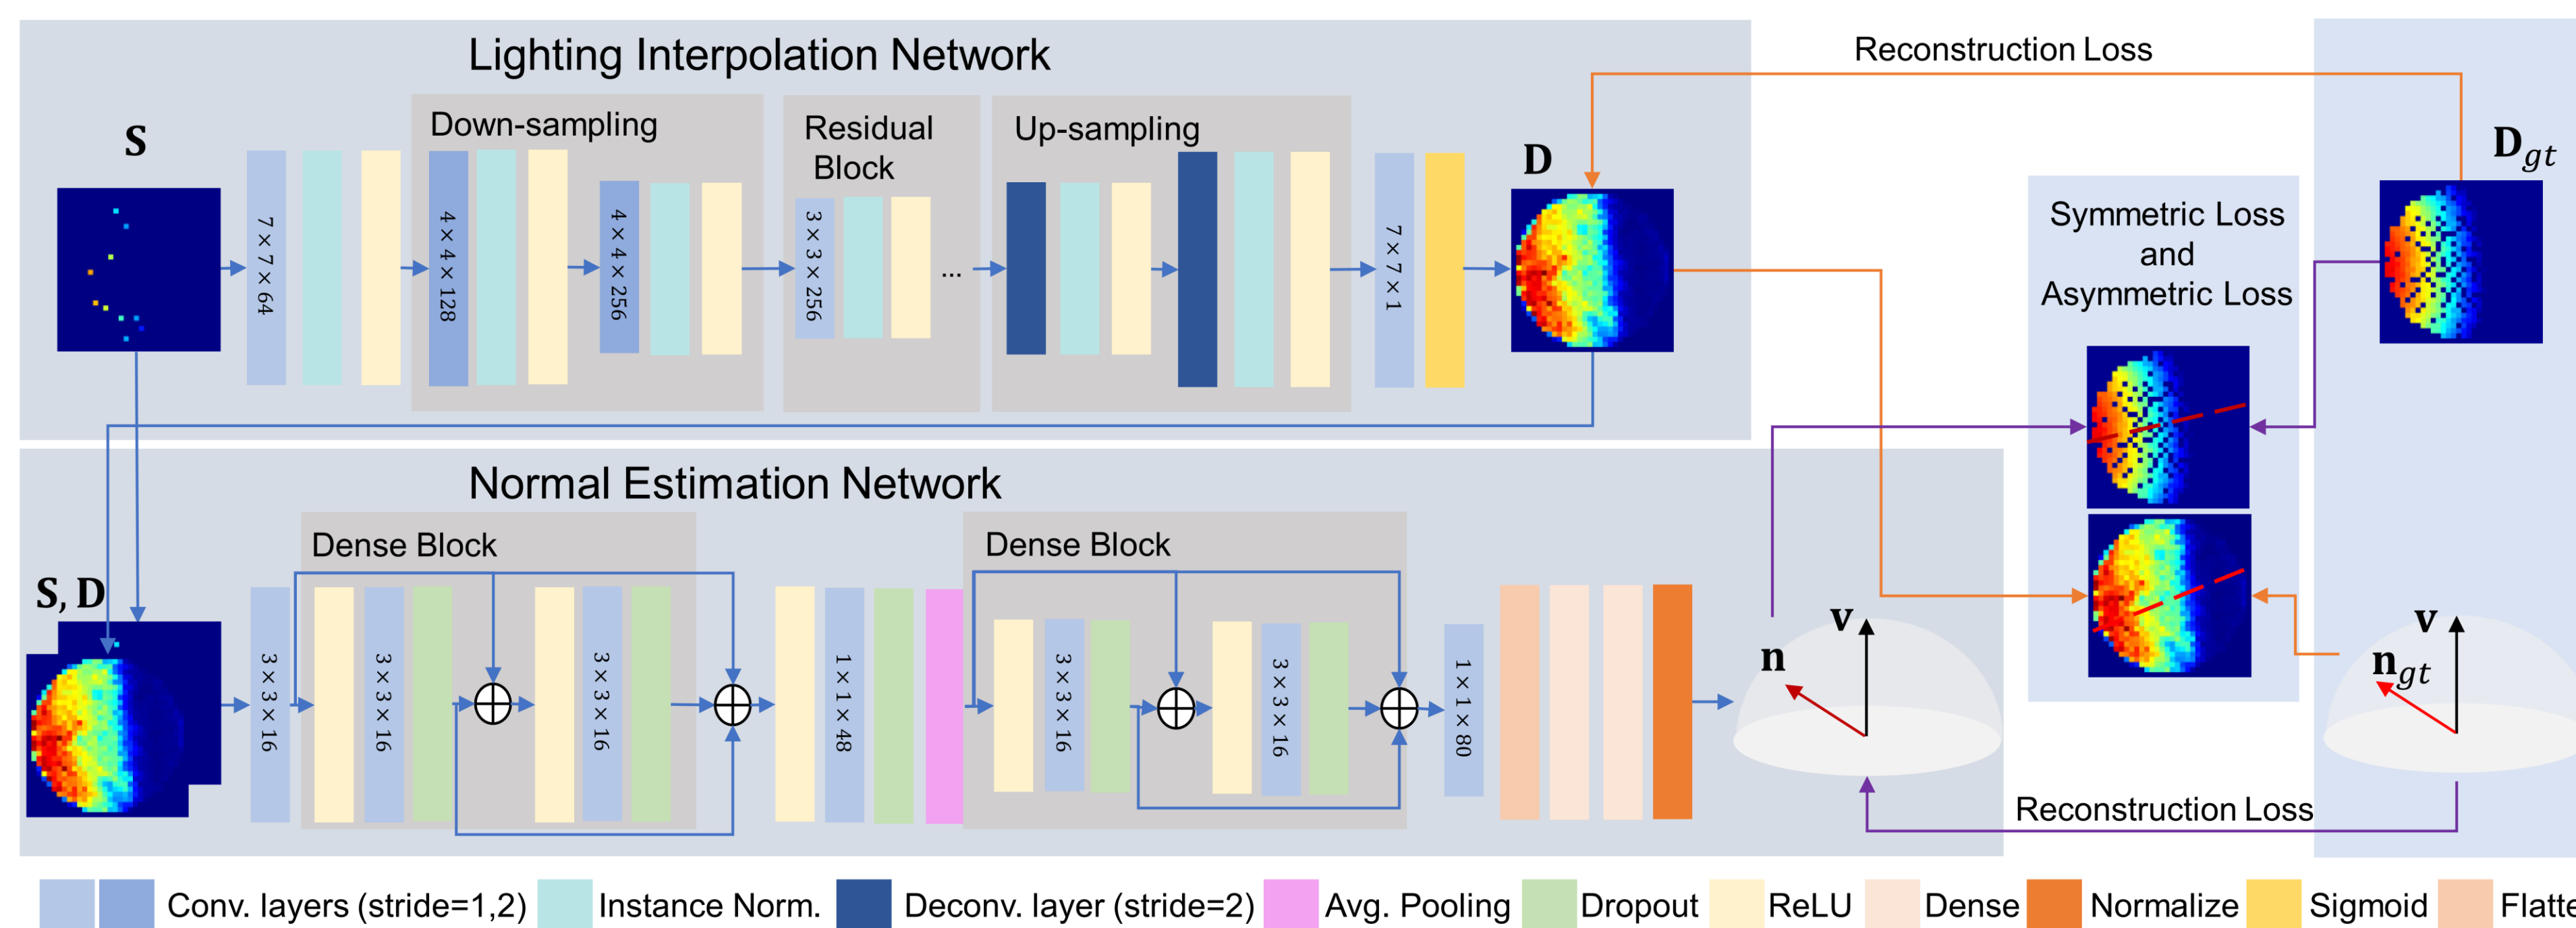 Lighting Interpolation Network
Reconstruction Loss
S
Down-sampling
Residual
Block
Up-sampling
D
D_gt
7×7×64
4×4×128
4×4×256
3×3×256
...
7×7×1
Symmetric Loss
and
Asymmetric Loss
Normal Estimation Network
Dense Block
Dense Block
S, D
3×3×16
3×3×16
3×3×16
1×1×48
3×3×16
3×3×16
1×1×80
n
v
n_gt
v
Reconstruction Loss
Conv. layers (stride=1,2) Instance Norm. Deconv. layer (stride=2) Avg. Pooling Dropout ReLU Dense Normalize Sigmoid Flatte